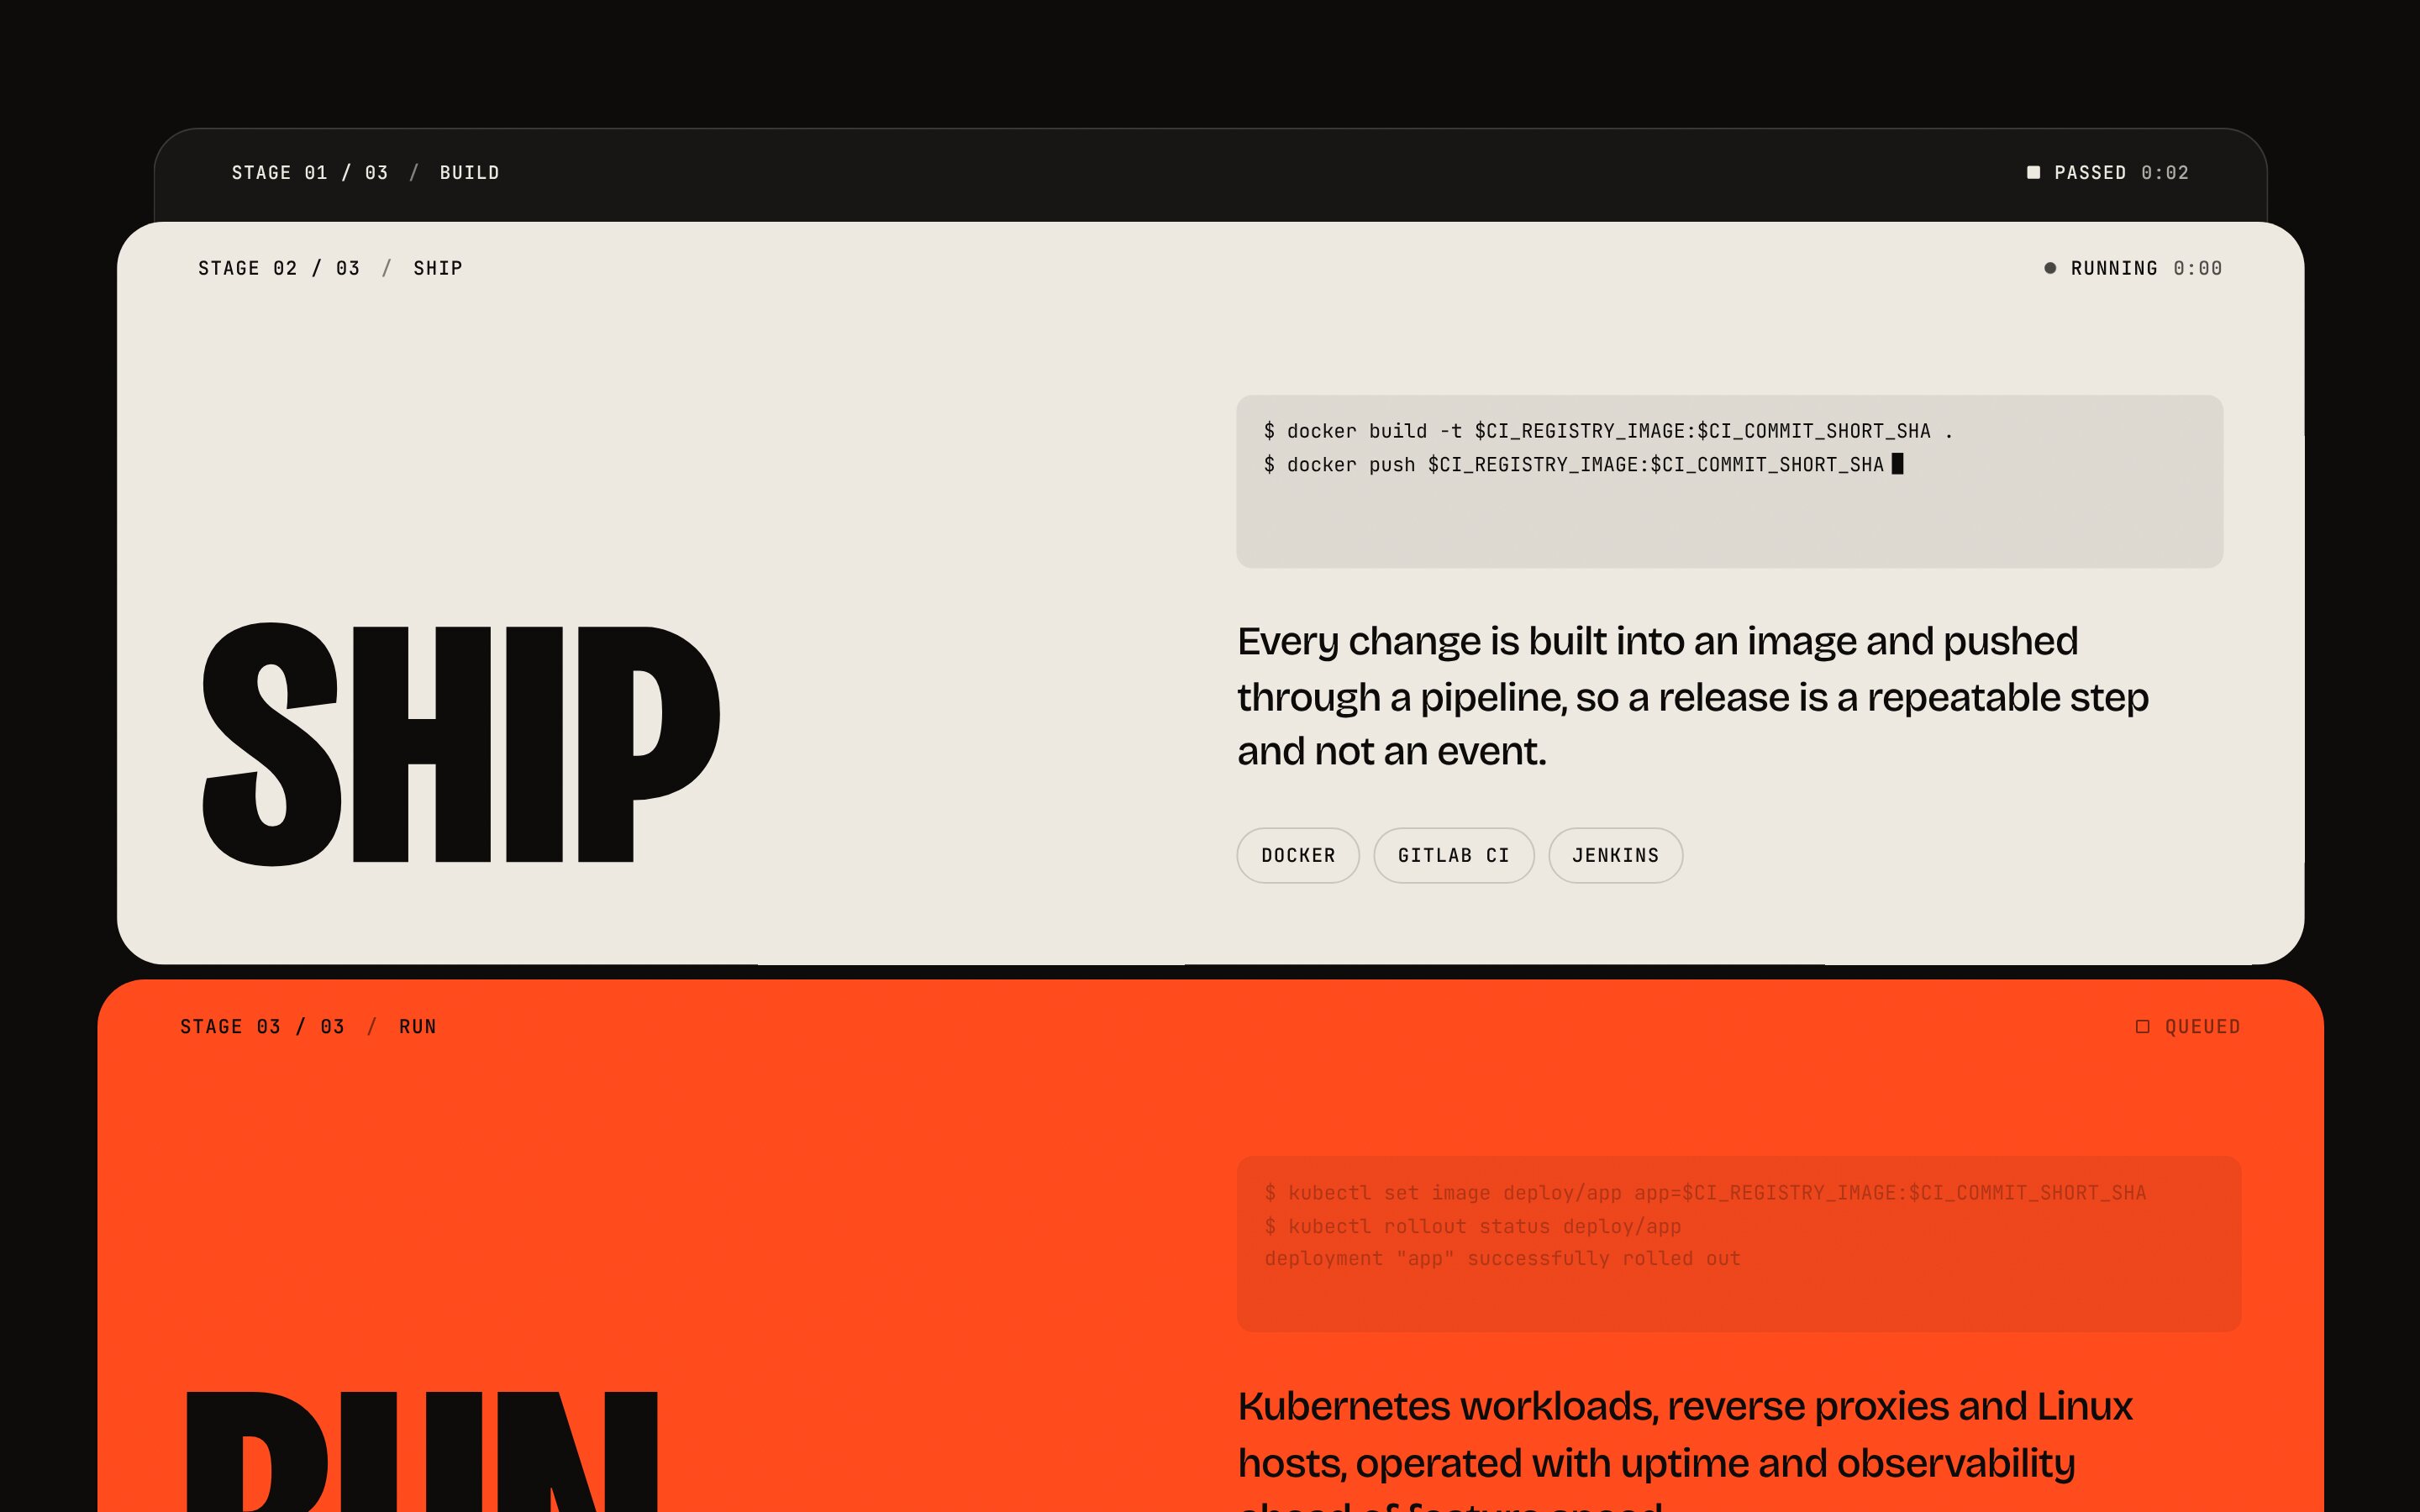 STAGE 01 / 03 / BUILD
PASSED 0:02
STAGE 02 / 03 / SHIP
RUNNING 0:00
$ docker build -t $CI_REGISTRY_IMAGE:$CI_COMMIT_SHORT_SHA .
$ docker push $CI_REGISTRY_IMAGE:$CI_COMMIT_SHORT_SHA
SHIP
Every change is built into an image and pushed
through a pipeline, so a release is a repeatable step
and not an event.
DOCKER
GITLAB CI
JENKINS
STAGE 03 / 03 / RUN
QUEUED
$ kubectl set image deploy/app app=$CI_REGISTRY_IMAGE:$CI_COMMIT_SHORT_SHA
$ kubectl rollout status deploy/app
deployment "app" successfully rolled out
RUN
Kubernetes workloads, reverse proxies and Linux
hosts, operated with uptime and observability
ahead of feature speed.